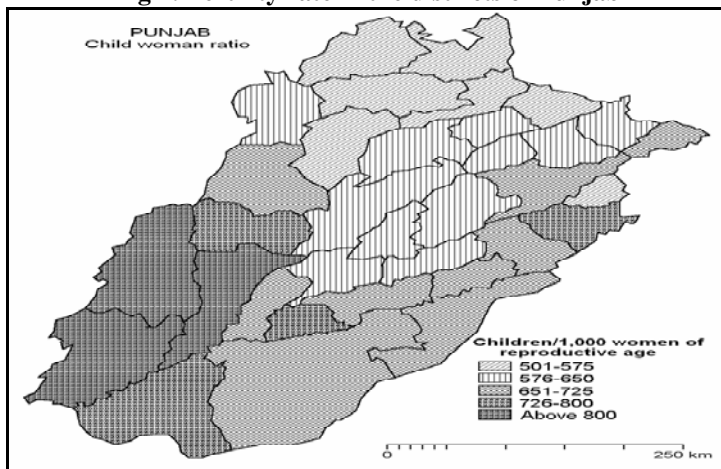 PUNJAB
Child woman ratio
Children/1,000 women of
reproductive age
501-575
576-650
651-725
726-800
Above 800
0 250 km